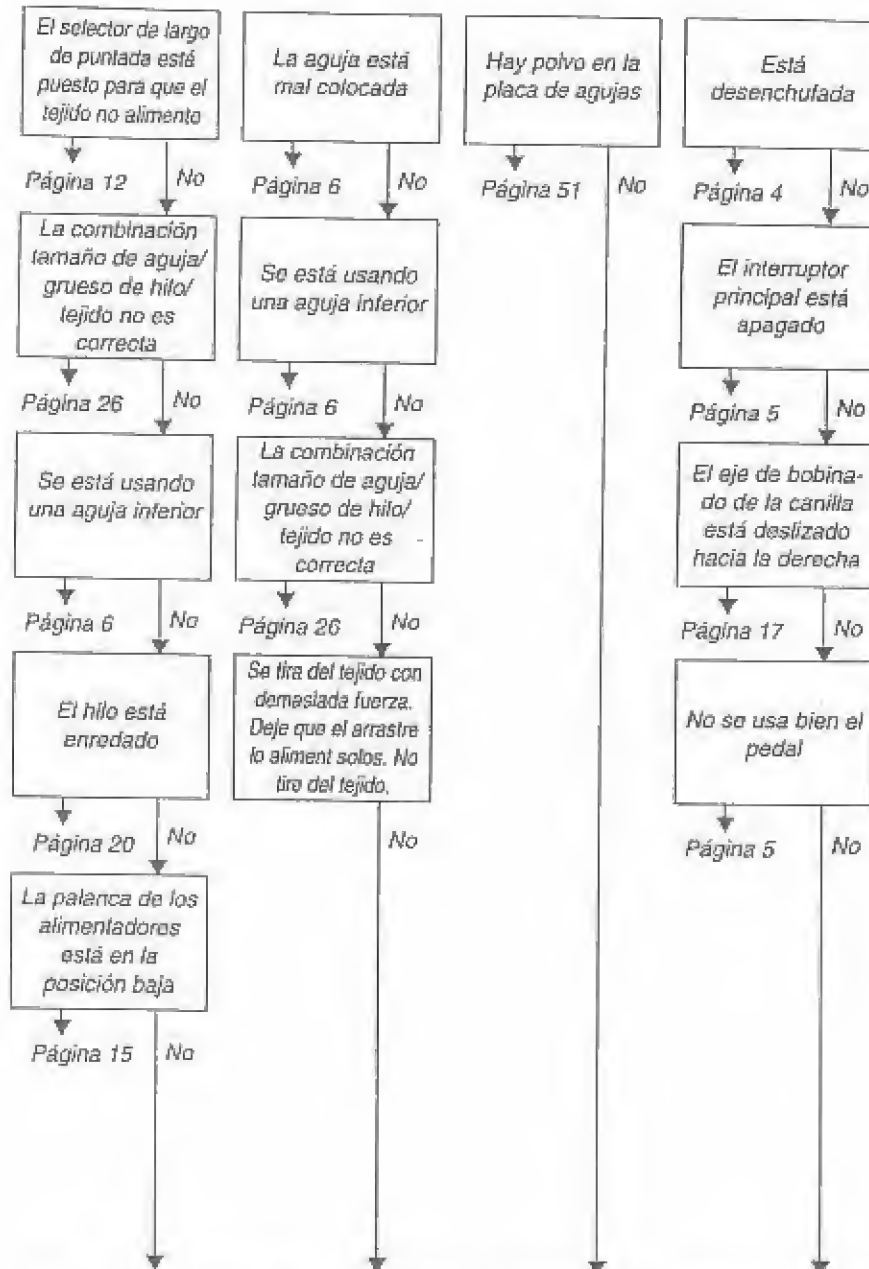 El selector de largo
de puntada está
puesto para que el
tejido no alimento
Página 12
No
La combinación
tamaño de aguja/
grueso de hilo/
tejido no es
correcta
Página 26
No
Se está usando
una aguja inferior
Página 6
No
El hilo está
enredado
Página 20
No
La palanca de los
alimentadores
está en la
posición baja
Página 15
No
La aguja está
mal colocada
Página 6
No
Se está usando
una aguja inferior
Página 6
No
La combinación
tamaño de aguja/
grueso de hilo/
tejido no es
correcta
Página 26
No
Se tira del tejido con
demasiada fuerza.
Deje que el arrastre
lo aliment solos. No
tire del tejido.
No
Hay polvo en la
placa de agujas
Página 51
No
Está
desenchufada
Página 4
No
El interruptor
principal está
apagado
Página 5
No
El eje de bobina-
do de la canilla
está deslizado
hacia la derecha
Página 17
No
No se usa bien el
pedal
Página 5
No